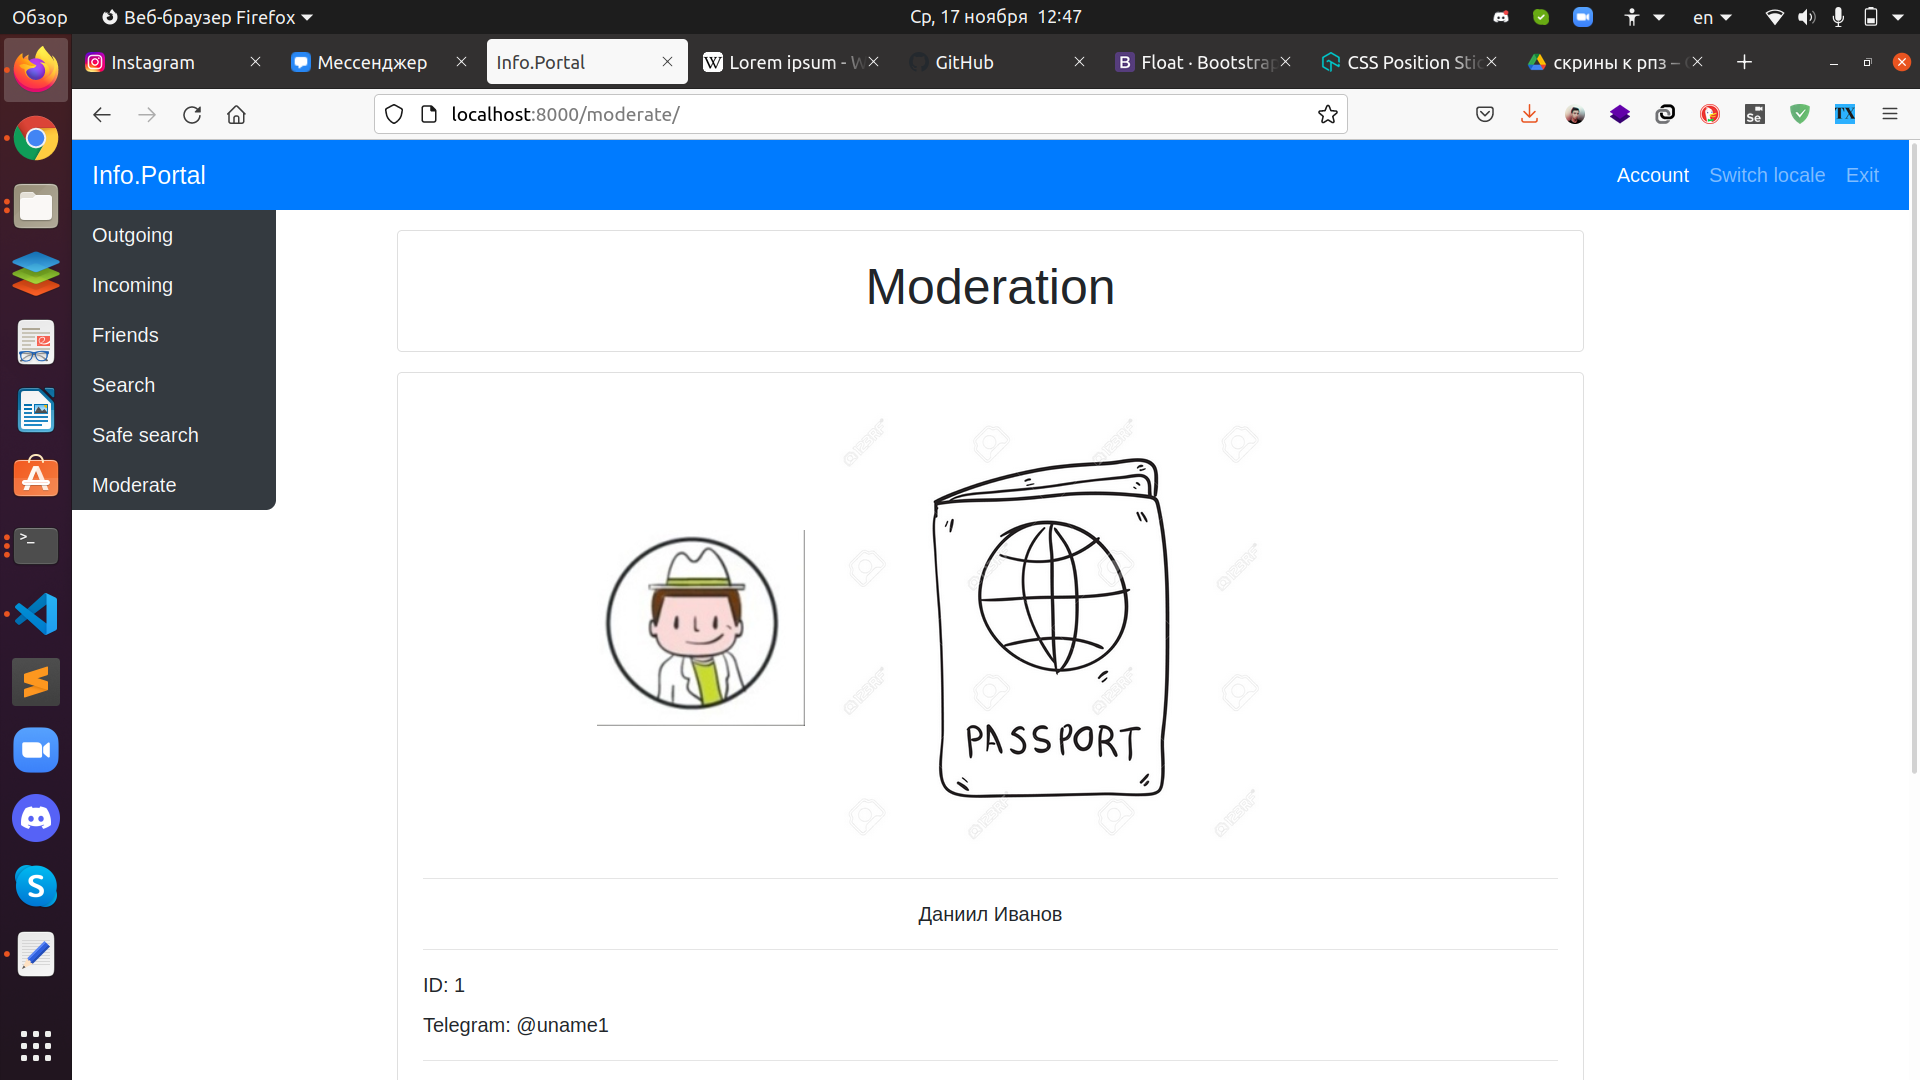 Обзор
Веб-браузер Firefox
Ср, 17 ноября 12:47
en
Instagram
Мессенджер
Info.Portal
Lorem ipsum - W
GitHub
Float · Bootstrap
CSS Position Stic
скрины к рпз –
localhost:8000/moderate/
Info.Portal
Account
Switch locale
Exit
Outgoing
Incoming
Friends
Search
Safe search
Moderate
Moderation
PASSPORT
Даниил Иванов
ID: 1
Telegram: @uname1